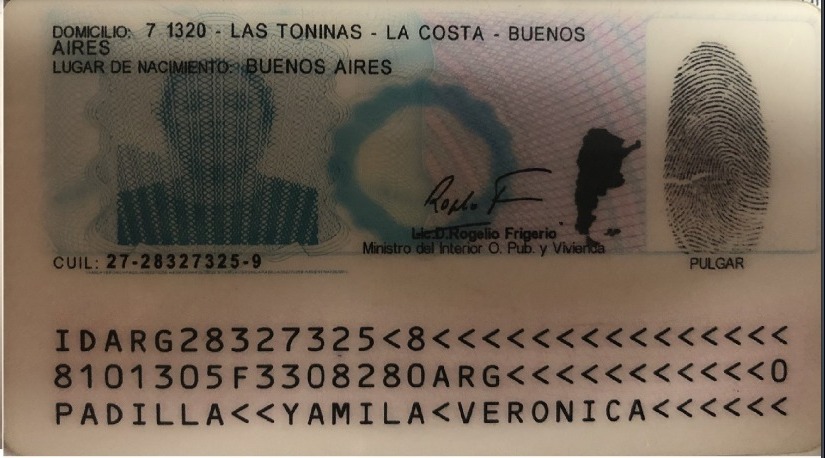 DOMICILIO: 7 1320 - LAS TONINAS - LA COSTA - BUENOS
AIRES
LUGAR DE NACIMIENTO: BUENOS AIRES
Lic.D.Rogelio Frigerio
Ministro del Interior O. Pub. y Vivienda
CUIL: 27-28327325-9
PULGAR
IDARG28327325<8<<<<<<<<<<<<<<<
8101305F3308280ARG<<<<<<<<<<<0
PADILLA<<YAMILA<VERONICA<<<<<<